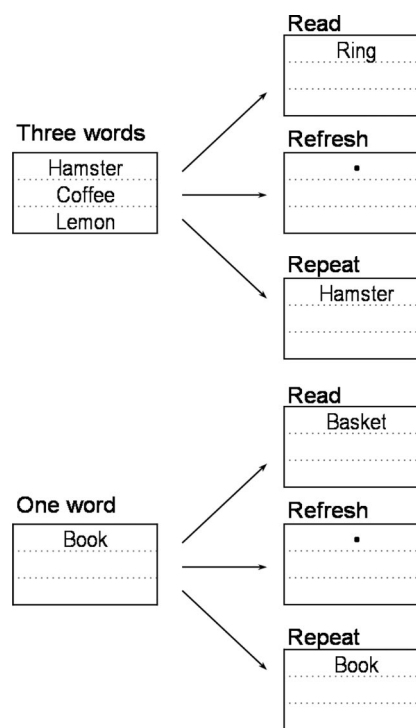 Read
Ring
Three words
Hamster
Coffee
Lemon
Refresh
Repeat
Hamster
Read
Basket
One word
Book
Refresh
Repeat
Book